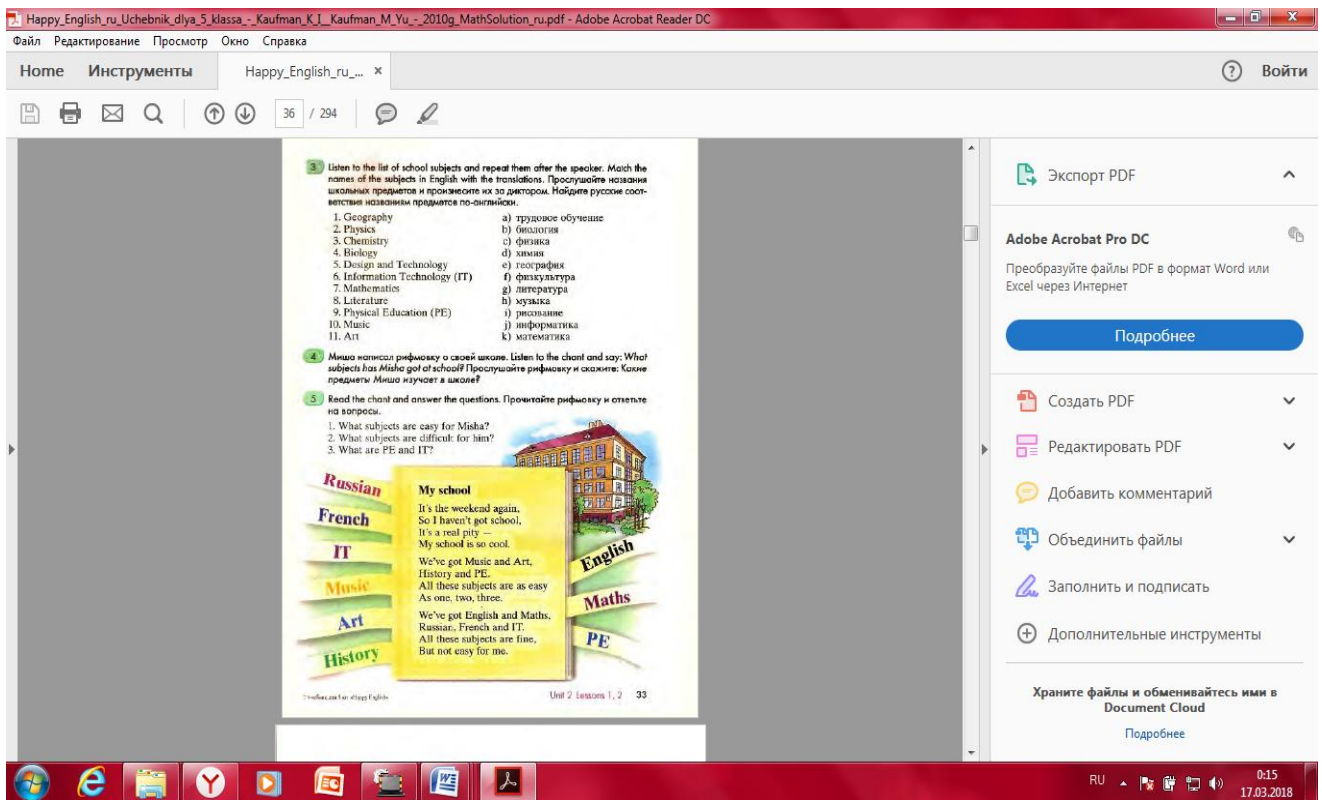 Happy_English_ru_Uchebnik_dlya_5_klassa_-_Kaufman_K_I__Kaufman_M_Yu_-_2010g_MathSolution_ru.pdf - Adobe Acrobat Reader DC
Файл Редактирование Просмотр Окно Справка
Home Инструменты Happy_English_ru_... × Войти
36 / 294
3 Listen to the list of school subjects and repeat them after the speaker. Match the
names of the subjects in English with the translations. Прослушайте названия
школьных предметов и произнесите их за диктором. Найдите русские соот-
ветствия названиям предметов по-английски.
1. Geography a) трудовое обучение
2. Physics b) биология
3. Chemistry c) физика
4. Biology d) химия
5. Design and Technology e) география
6. Information Technology (IT) f) физкультура
7. Mathematics g) литература
8. Literature h) музыка
9. Physical Education (PE) i) рисование
10. Music j) информатика
11. Art k) математика
4 Миша написал рифмовку о своей школе. Listen to the chant and say: What
subjects has Misha got at school? Прослушайте рифмовку и скажите: Какие
предметы Миша изучает в школе?
5 Read the chant and answer the questions. Прочитайте рифмовку и ответьте
на вопросы.
1. What subjects are easy for Misha?
2. What subjects are difficult for him?
3. What are PE and IT?
Russian
French
IT
Music
Art
History
My school
It's the weekend again,
So I haven't got school,
It's a real pity —
My school is so cool.
We've got Music and Art,
History and PE.
All these subjects are as easy
As one, two, three.
We've got English and Maths,
Russian, French and IT.
All these subjects are fine,
But not easy for me.
English
Maths
PE
Unit 2 Lessons 1, 2 33
Экспорт PDF
Adobe Acrobat Pro DC
Преобразуйте файлы PDF в формат Word или
Excel через Интернет
Подробнее
Создать PDF
Редактировать PDF
Добавить комментарий
Объединить файлы
Заполнить и подписать
Дополнительные инструменты
Храните файлы и обменивайтесь ими в
Document Cloud
Подробнее
RU
0:15
17.03.2018